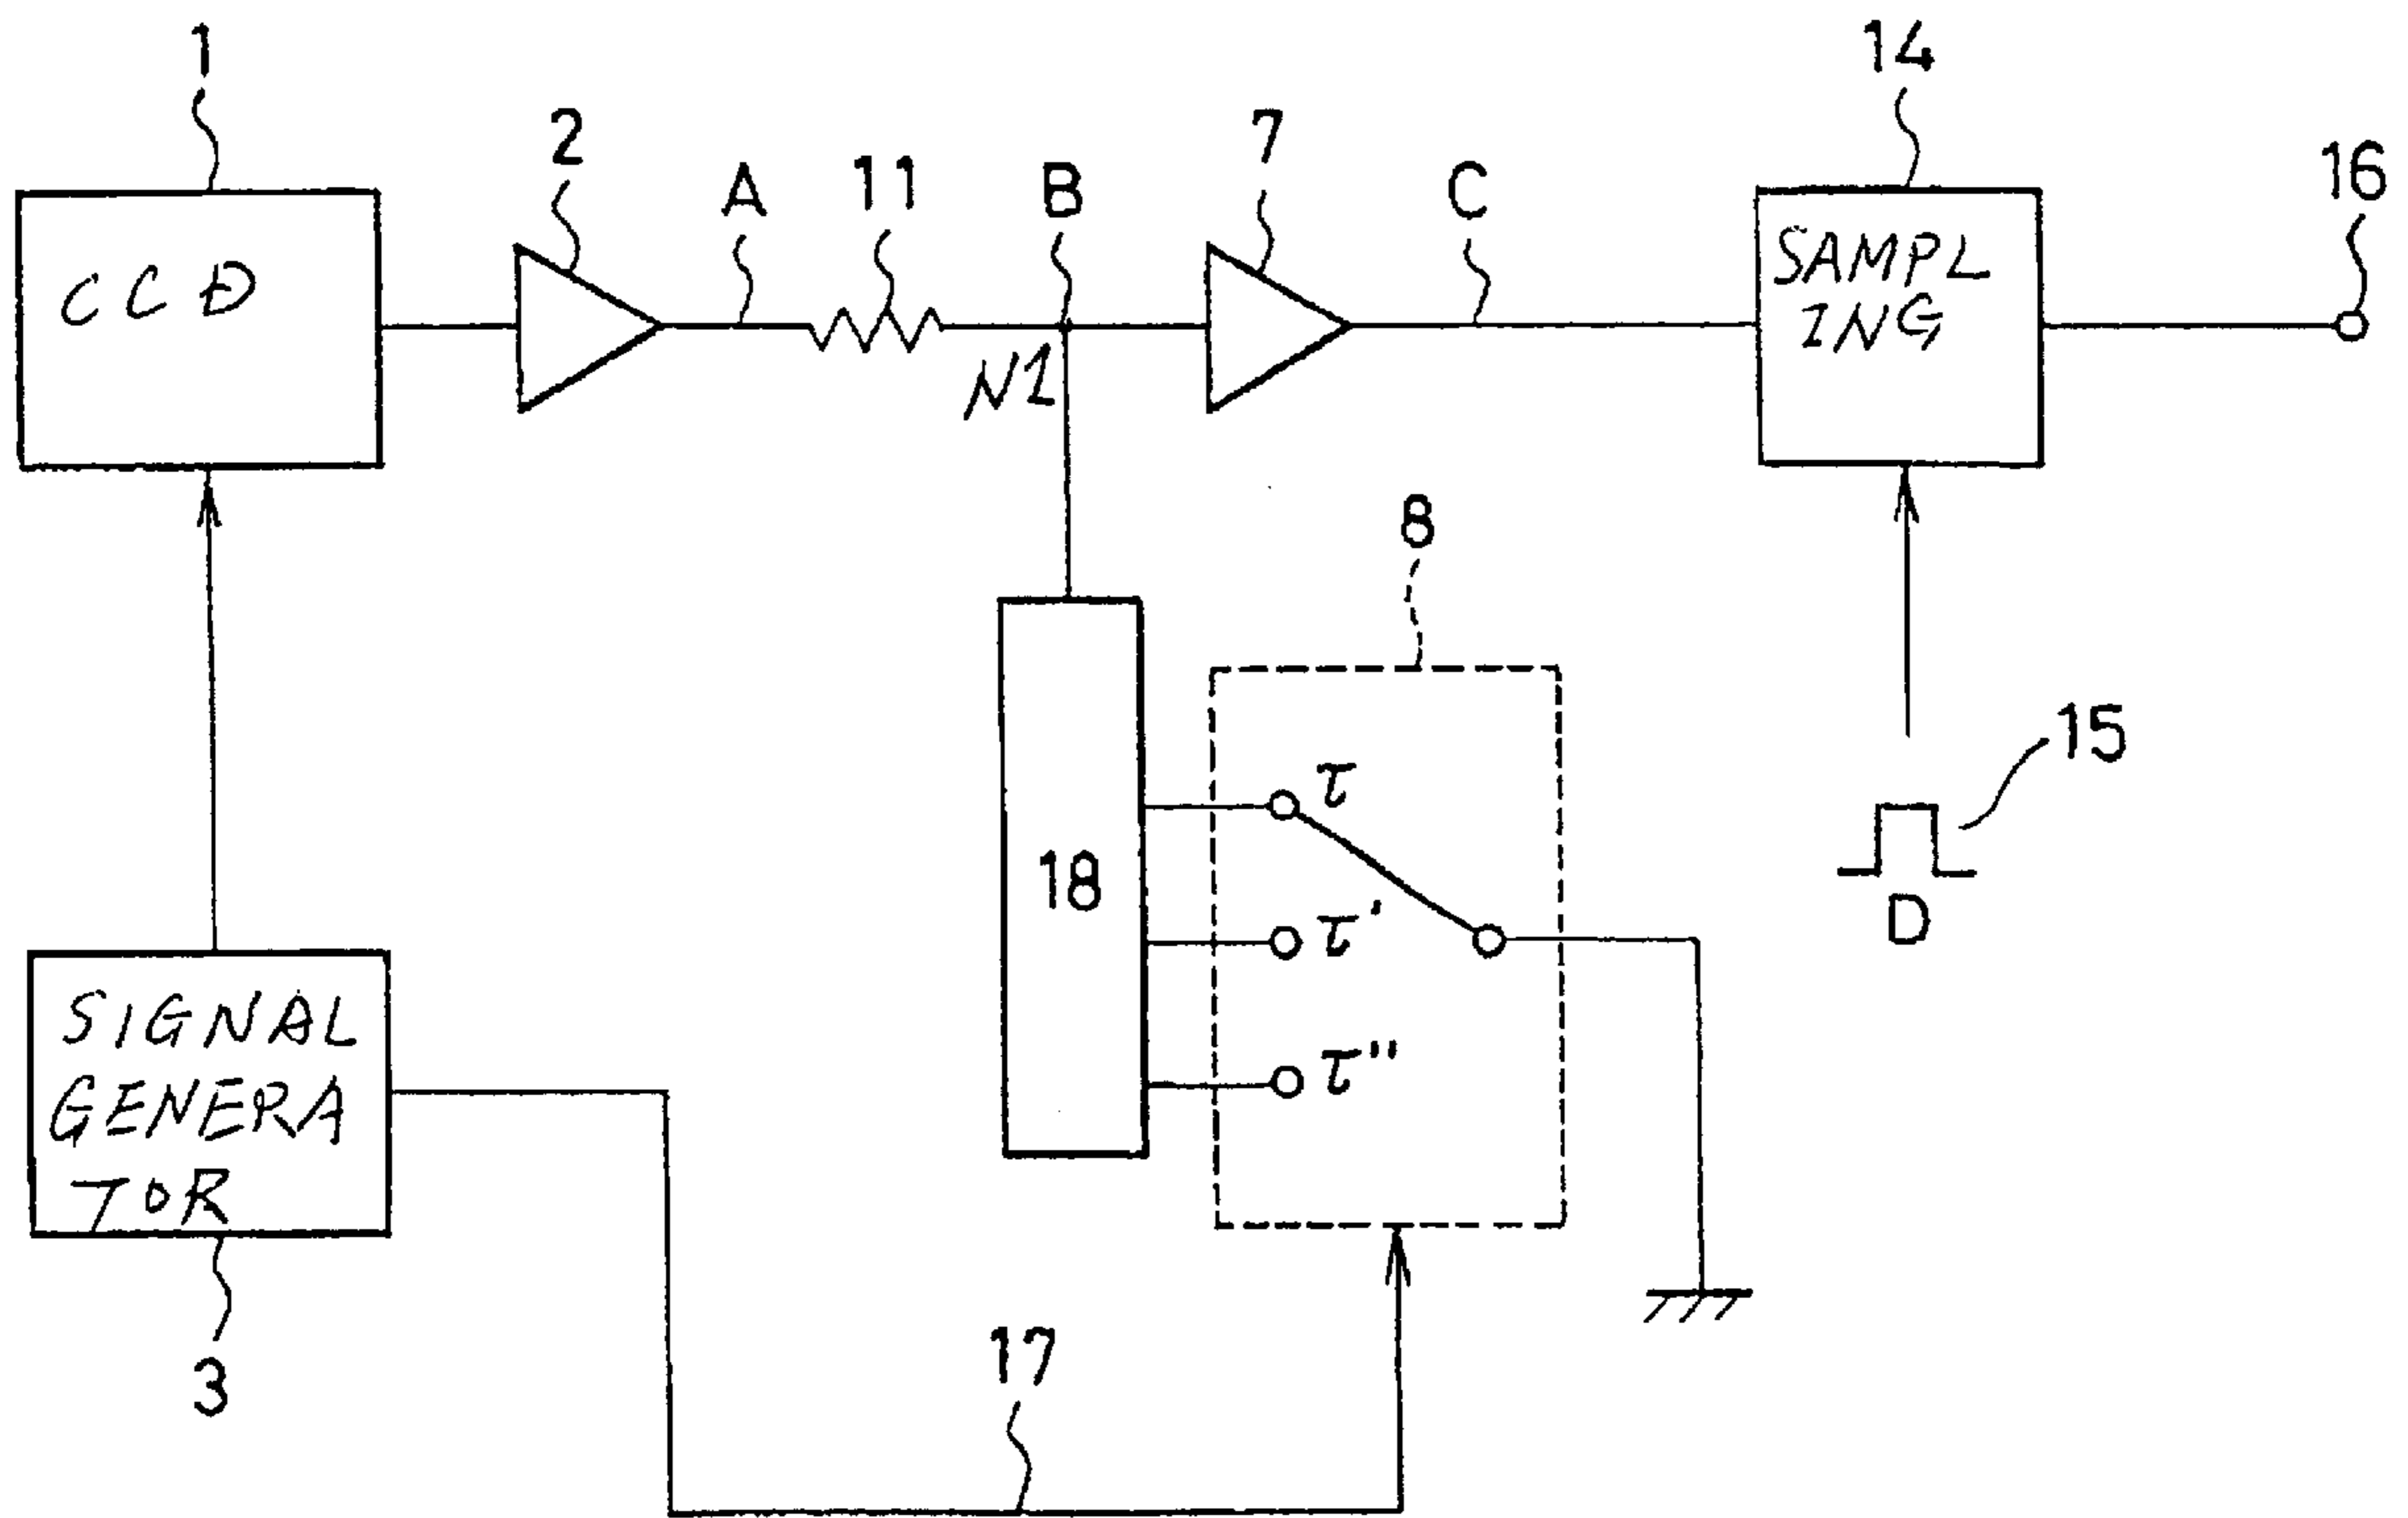 1
14
2
7
16
A
11
B
C
CCD
SAMPL
ING
N1
8
15
τ
18
τ'
D
SIGNAL
GENERA
TOR
τ"
17
3